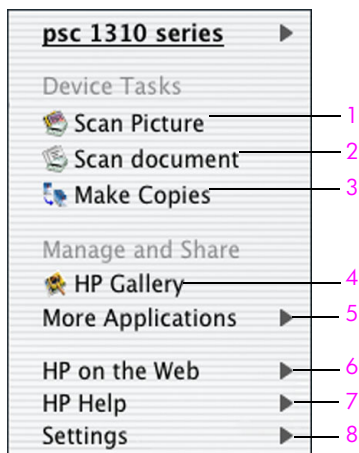 psc 1310 series
Device Tasks
Scan Picture 1
Scan document 2
Make Copies 3
Manage and Share
HP Gallery 4
More Applications 5
HP on the Web 6
HP Help 7
Settings 8